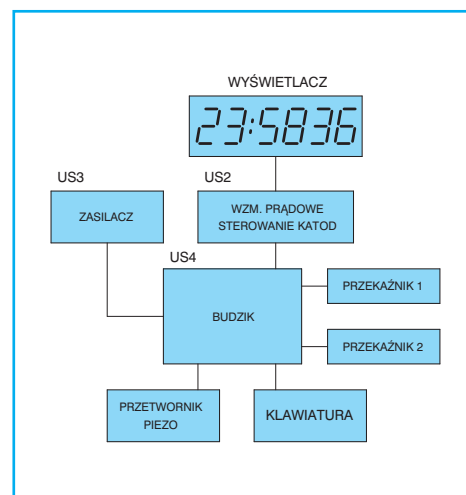 WYŚWIETLACZ
23:5836
US3
US2
ZASILACZ
WZM. PRĄDOWE
STEROWANIE KATOD
US4
BUDZIK
PRZEKAŹNIK 1
PRZEKAŹNIK 2
PRZETWORNIK
PIEZO
KLAWIATURA